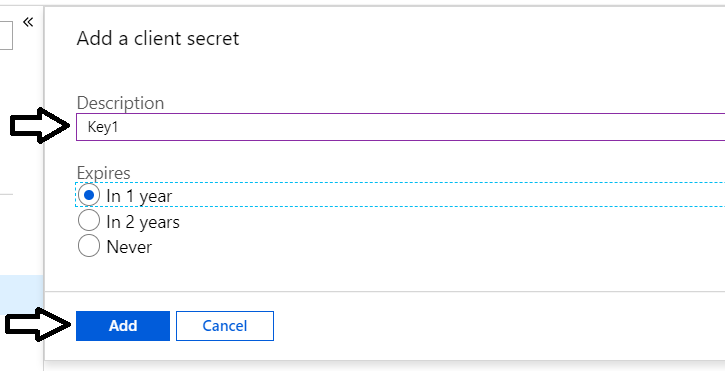 «
Add a client secret
Description
Key1
Expires
In 1 year
In 2 years
Never
Add Cancel